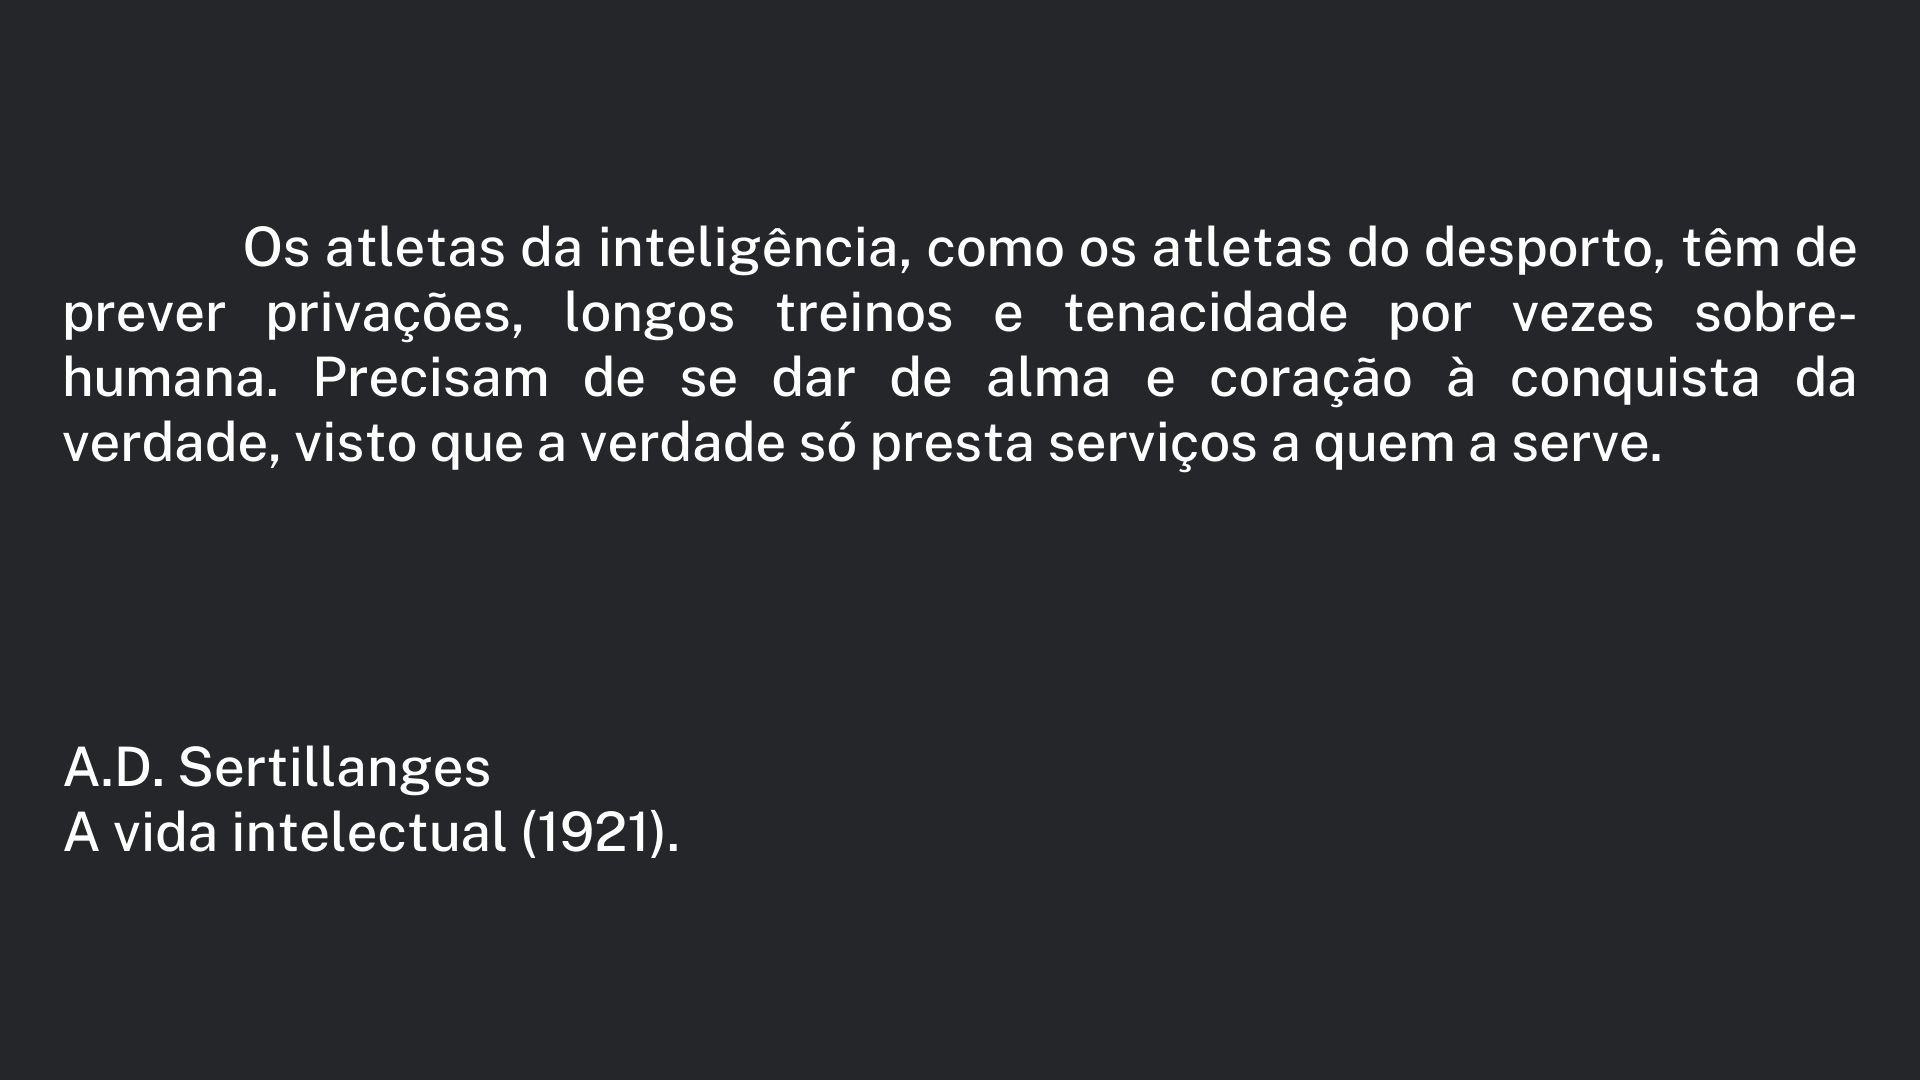 Os atletas da inteligência, como os atletas do desporto, têm de
prever privações, longos treinos e tenacidade por vezes sobre-
humana. Precisam de se dar de alma e coração à conquista da
verdade, visto que a verdade só presta serviços a quem a serve.
A.D. Sertillanges
A vida intelectual (1921).